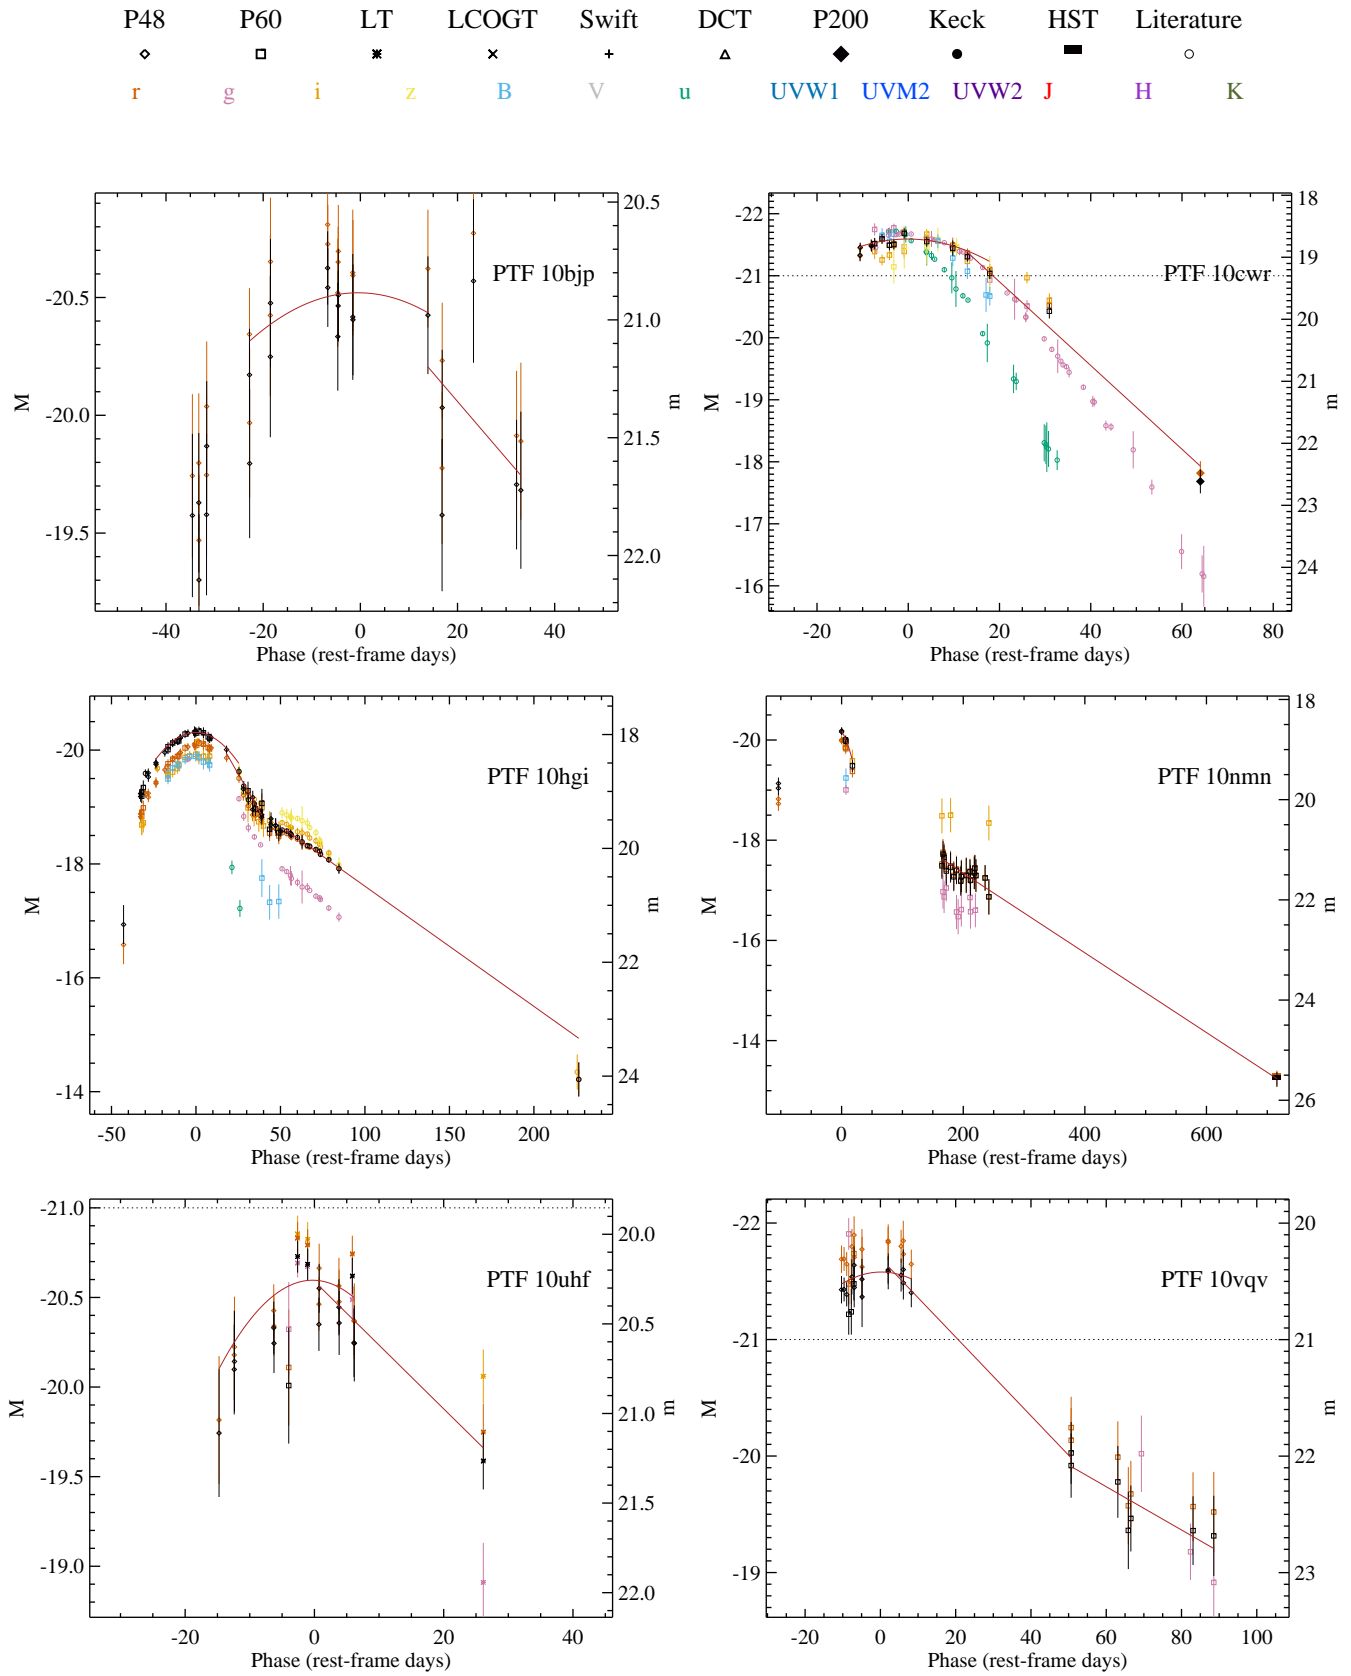 P48 P60 LT LCOGT Swift DCT P200 Keck HST Literature
r g i z B V u UVW1 UVM2 UVW2 J H K
20.5
-20.5 PTF 10bjp
21.0
M m
-20.0
21.5
-19.5
22.0
-40 -20 0 20 40
Phase (rest-frame days)
-22 18
PTF 10cwr 19
-21
-20 20
M m
-19 21
-18 22
-17 23
-16 24
-20 0 20 40 60 80
Phase (rest-frame days)
-20 18
PTF 10hgi
20
-18
M m
22
-16
-14 24
-50 0 50 100 150 200
Phase (rest-frame days)
18
-20 PTF 10nmn
20
-18
M m
22
-16
24
-14
26
0 200 400 600
Phase (rest-frame days)
-21.0
20.0
-20.5 PTF 10uhf
20.5
-20.0
M m
21.0
-19.5
21.5
-19.0
22.0
-20 0 20 40
Phase (rest-frame days)
-22 20
PTF 10vqv
-21 21
M m
-20 22
-19 23
-20 0 20 40 60 80 100
Phase (rest-frame days)